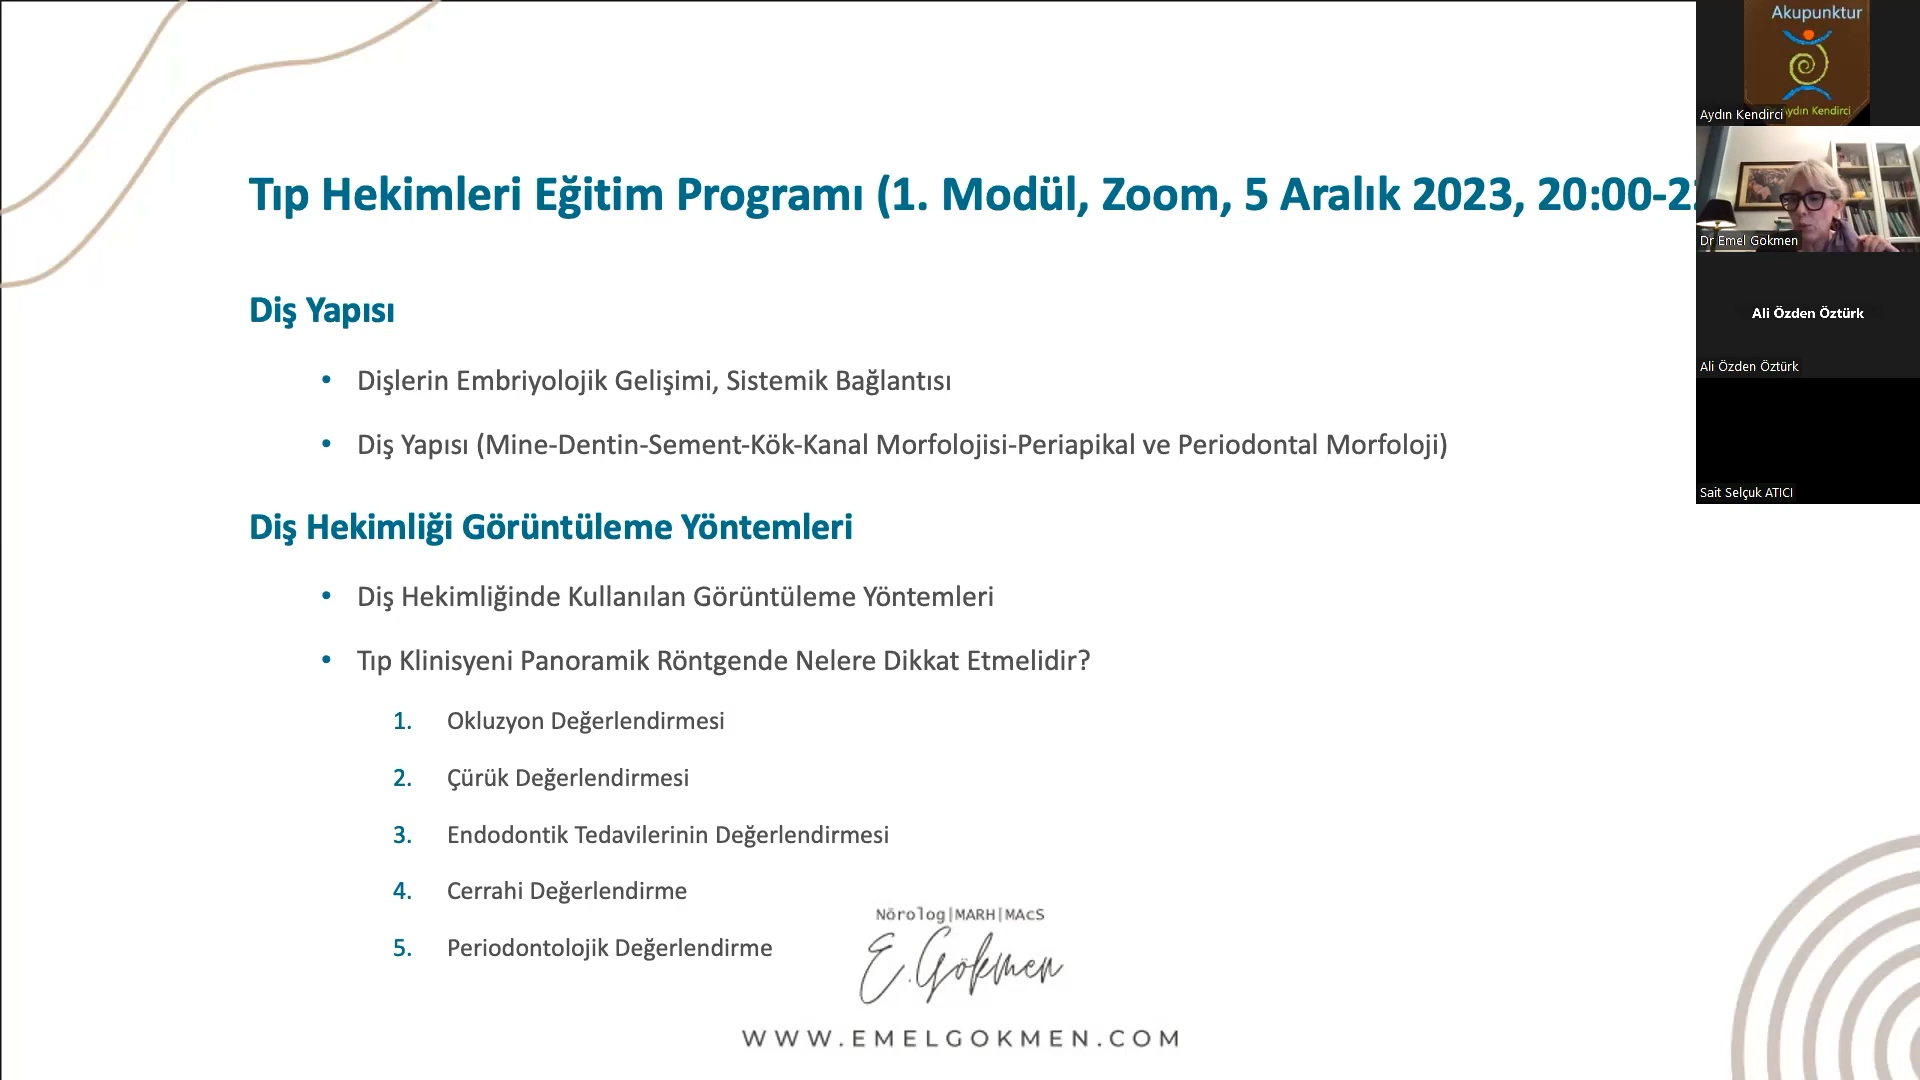 Tıp Hekimleri Eğitim Programı (1. Modül, Zoom, 5 Aralık 2023, 20:00-2
Diş Yapısı
• Dişlerin Embriyolojik Gelişimi, Sistemik Bağlantısı
• Diş Yapısı (Mine-Dentin-Sement-Kök-Kanal Morfolojisi-Periapikal ve Periodontal Morfoloji)
Diş Hekimliği Görüntüleme Yöntemleri
• Diş Hekimliğinde Kullanılan Görüntüleme Yöntemleri
• Tıp Klinisyeni Panoramik Röntgende Nelere Dikkat Etmelidir?
1. Okluzyon Değerlendirmesi
2. Çürük Değerlendirmesi
3. Endodontik Tedavilerinin Değerlendirmesi
4. Cerrahi Değerlendirme
5. Periodontolojik Değerlendirme
Nörolog|MARH|MAcS
E.Gökmen
WWW.EMELGOKMEN.COM
Akupunktur
Aydın Kendirci
Aydın Kendirci
Dr Emel Gokmen
Ali Özden Öztürk
Ali Özden Öztürk
Sait Selçuk ATICI